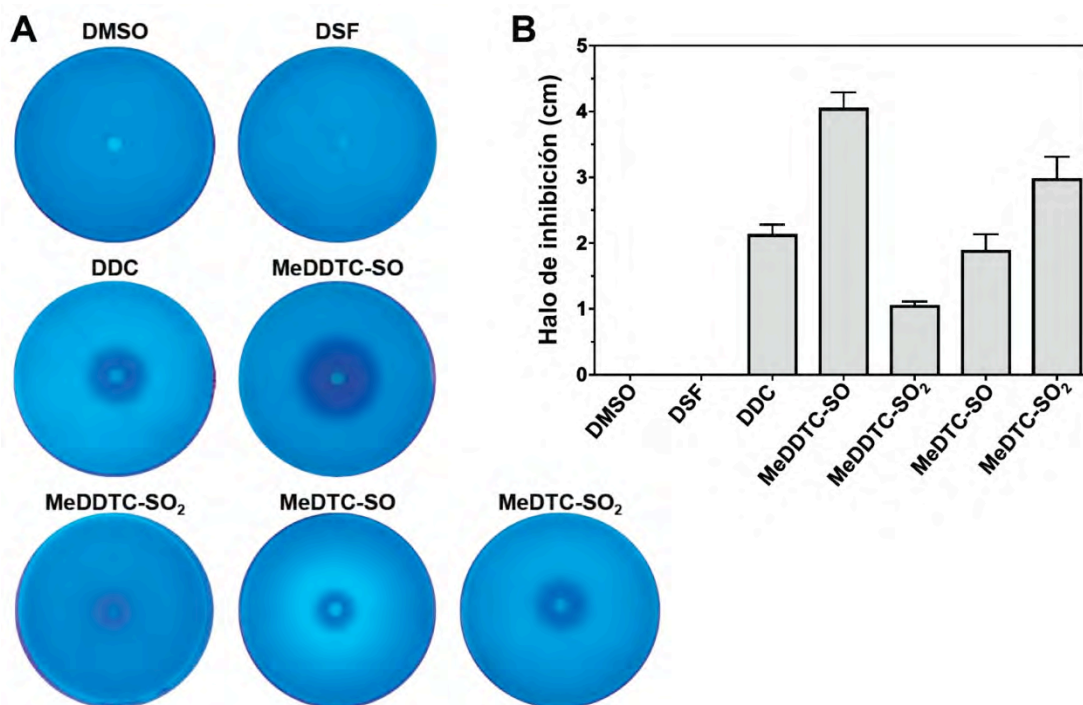 A
DMSO
DSF
DDC
MeDDTC-SO
MeDDTC-SO₂
MeDTC-SO
MeDTC-SO₂
B
Halo de inhibición (cm)
5
4
3
2
1
0
DMSO
DSF
DDC
MeDDTC-SO
MeDDTC-SO₂
MeDTC-SO
MeDTC-SO₂